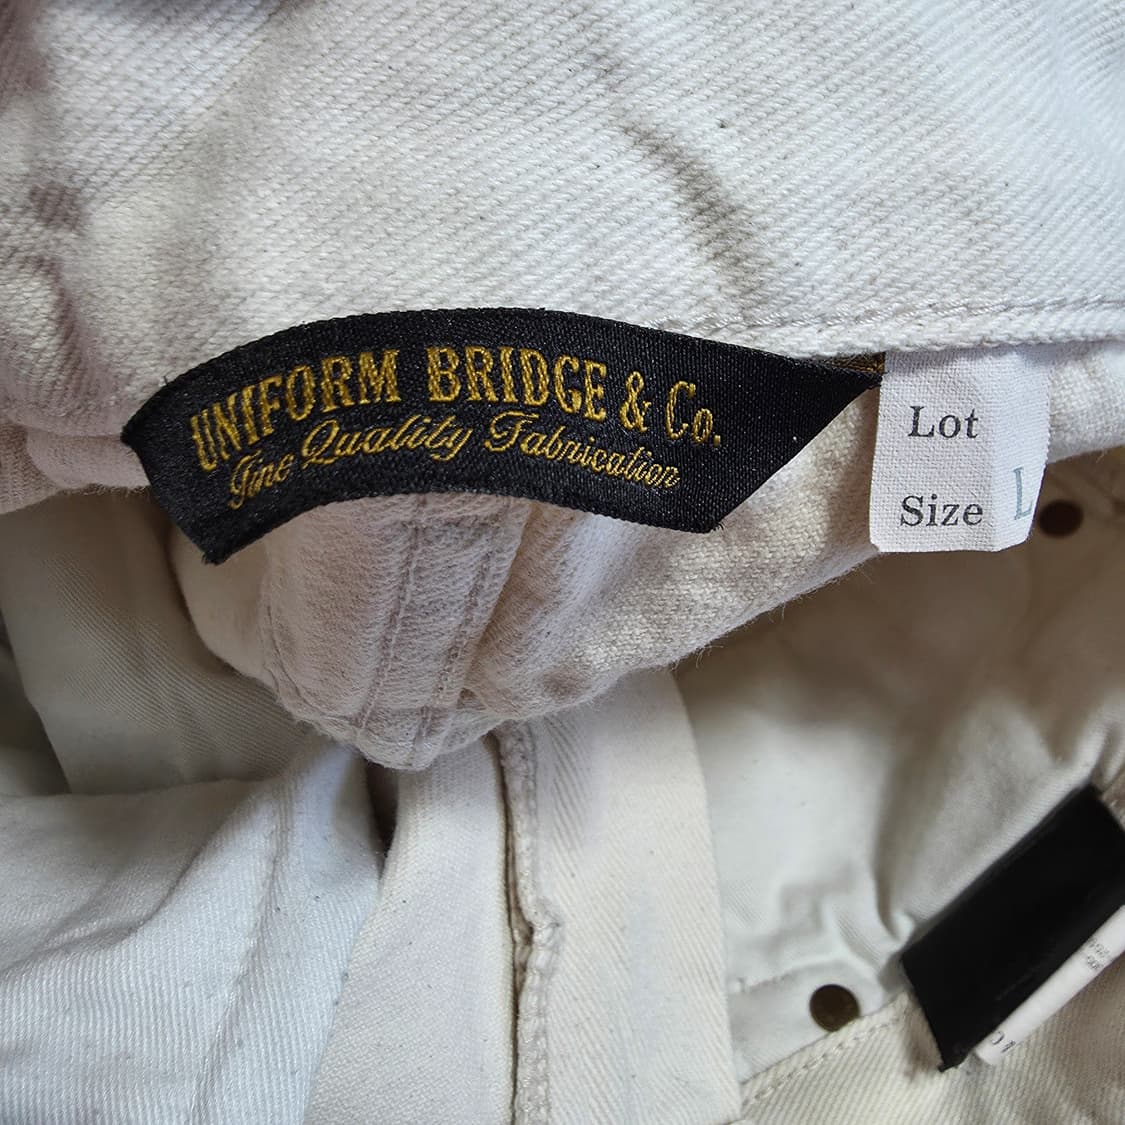 UNIFORM BRIDGE & Co.
Fine Quality Fabrication
Lot
Size L